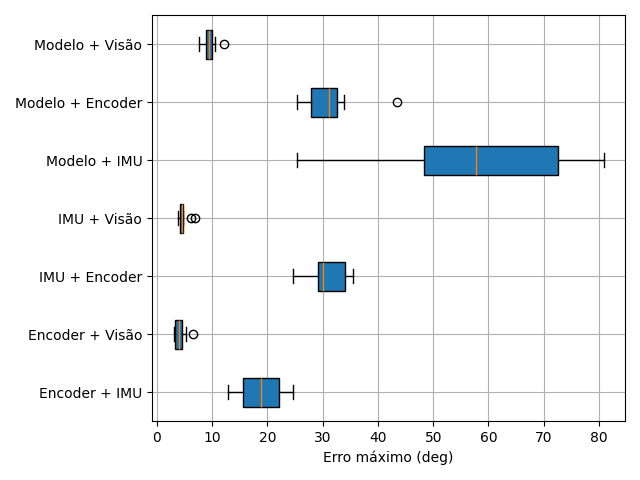 Modelo + Visão
Modelo + Encoder
Modelo + IMU
IMU + Visão
IMU + Encoder
Encoder + Visão
Encoder + IMU
0 10 20 30 40 50 60 70 80
Erro máximo (deg)